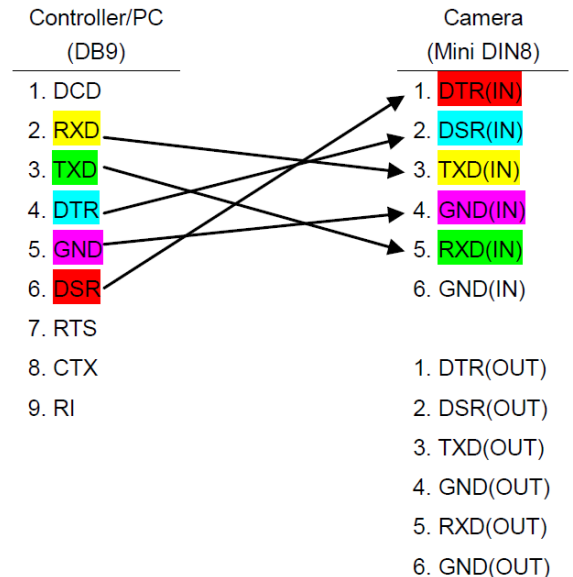 Controller/PC
(DB9)
1. DCD
2. RXD
3. TXD
4. DTR
5. GND
6. DSR
7. RTS
8. CTX
9. RI
Camera
(Mini DIN8)
1. DTR(IN)
2. DSR(IN)
3. TXD(IN)
4. GND(IN)
5. RXD(IN)
6. GND(IN)
1. DTR(OUT)
2. DSR(OUT)
3. TXD(OUT)
4. GND(OUT)
5. RXD(OUT)
6. GND(OUT)